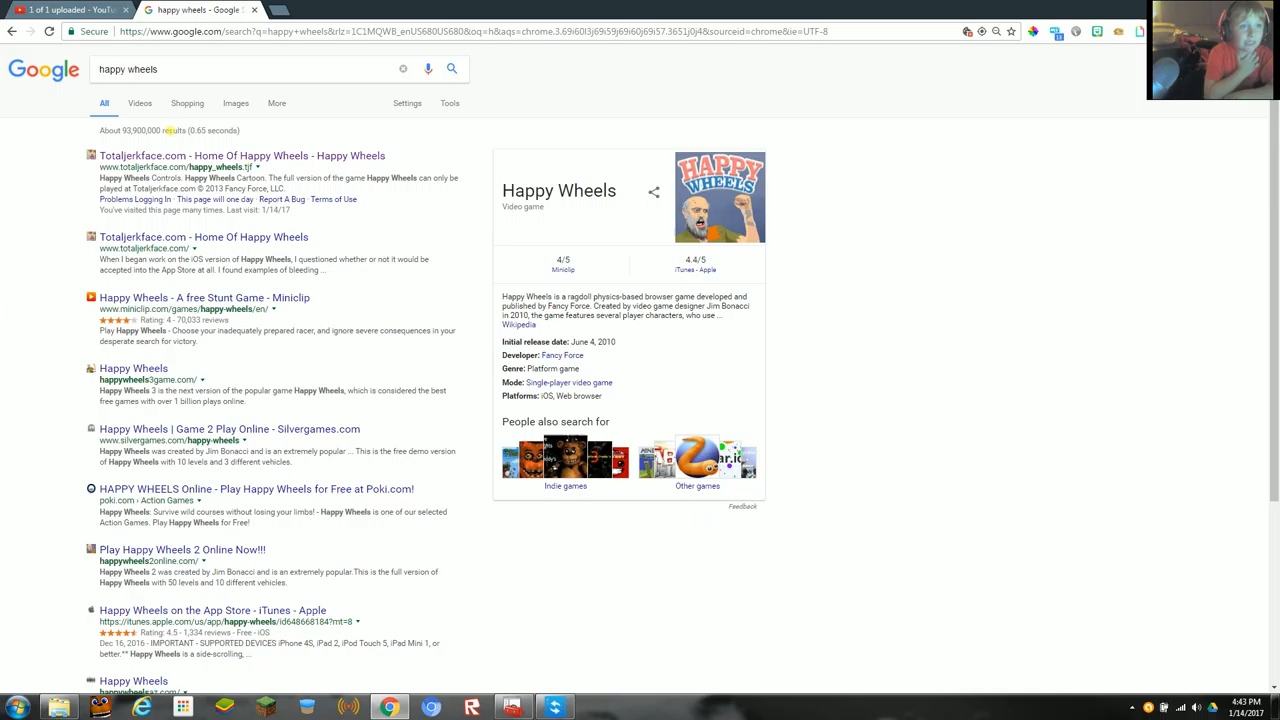 1 of 1 uploaded - YouTu
happy wheels - Google S
Secure
https://www.google.com/search?q=happy+wheels&rlz=1C1MQWB_enUS680US680&oq=h&aqs=chrome.3.69i60j69i59j69i60j69i57.3651j0j4&sourceid=chrome&ie=UTF-8
Google
happy wheels
All
Videos
Shopping
Images
More
Settings
Tools
About 93,900,000 results (0.65 seconds)
Totaljerkface.com - Home Of Happy Wheels - Happy Wheels
www.totaljerkface.com/happy_wheels.tjf
Happy Wheels Controls. Happy Wheels Cartoon. The full version of the game Happy Wheels can only be
played at Totaljerkface.com © 2013 Fancy Force, LLC.
Problems Logging In · This page will one day · Report A Bug · Terms of Use
You've visited this page many times. Last visit: 1/14/17
Totaljerkface.com - Home Of Happy Wheels
www.totaljerkface.com/
When I began work on the iOS version of Happy Wheels, I questioned whether or not it would be
accepted into the App Store at all. I found examples of bleeding ...
Happy Wheels - A free Stunt Game - Miniclip
www.miniclip.com/games/happy-wheels/en/
Rating: 4 - 70,033 reviews
Play Happy Wheels - Choose your inadequately prepared racer, and ignore severe consequences in your
desperate search for victory.
Happy Wheels
happywheels3game.com/
Happy Wheels 3 is the next version of the popular game Happy Wheels, which is considered the best
free games with over 1 billion plays online.
Happy Wheels | Game 2 Play Online - Silvergames.com
www.silvergames.com/happy-wheels
Happy Wheels was created by Jim Bonacci and is an extremely popular ... This is the free demo version
of Happy Wheels with 10 levels and 3 different vehicles.
HAPPY WHEELS Online - Play Happy Wheels for Free at Poki.com!
poki.com › Action Games
Happy Wheels: Survive wild courses without losing your limbs! - Happy Wheels is one of our selected
Action Games. Play Happy Wheels for Free!
Play Happy Wheels 2 Online Now!!!
happywheels2online.com/
Happy Wheels 2 was created by Jim Bonacci and is an extremely popular.This is the full version of
Happy Wheels with 50 levels and 10 different vehicles.
Happy Wheels on the App Store - iTunes - Apple
https://itunes.apple.com/us/app/happy-wheels/id648668184?mt=8
Rating: 4.5 - 1,334 reviews - Free - iOS
Dec 16, 2016 - IMPORTANT - SUPPORTED DEVICES iPhone 4S, iPad 2, iPod Touch 5, iPad Mini 1, or
better.** Happy Wheels is a side-scrolling, ...
Happy Wheels
happywheelsaz.com/
Happy Wheels
Video game
HAPPY
WHEELS
4/5
Miniclip
4.4/5
iTunes - Apple
Happy Wheels is a ragdoll physics-based browser game developed and
published by Fancy Force. Created by video game designer Jim Bonacci
in 2010, the game features several player characters, who use ...
Wikipedia
Initial release date: June 4, 2010
Developer: Fancy Force
Genre: Platform game
Mode: Single-player video game
Platforms: iOS, Web browser
People also search for
Indie games
Other games
Feedback
4:43 PM
1/14/2017